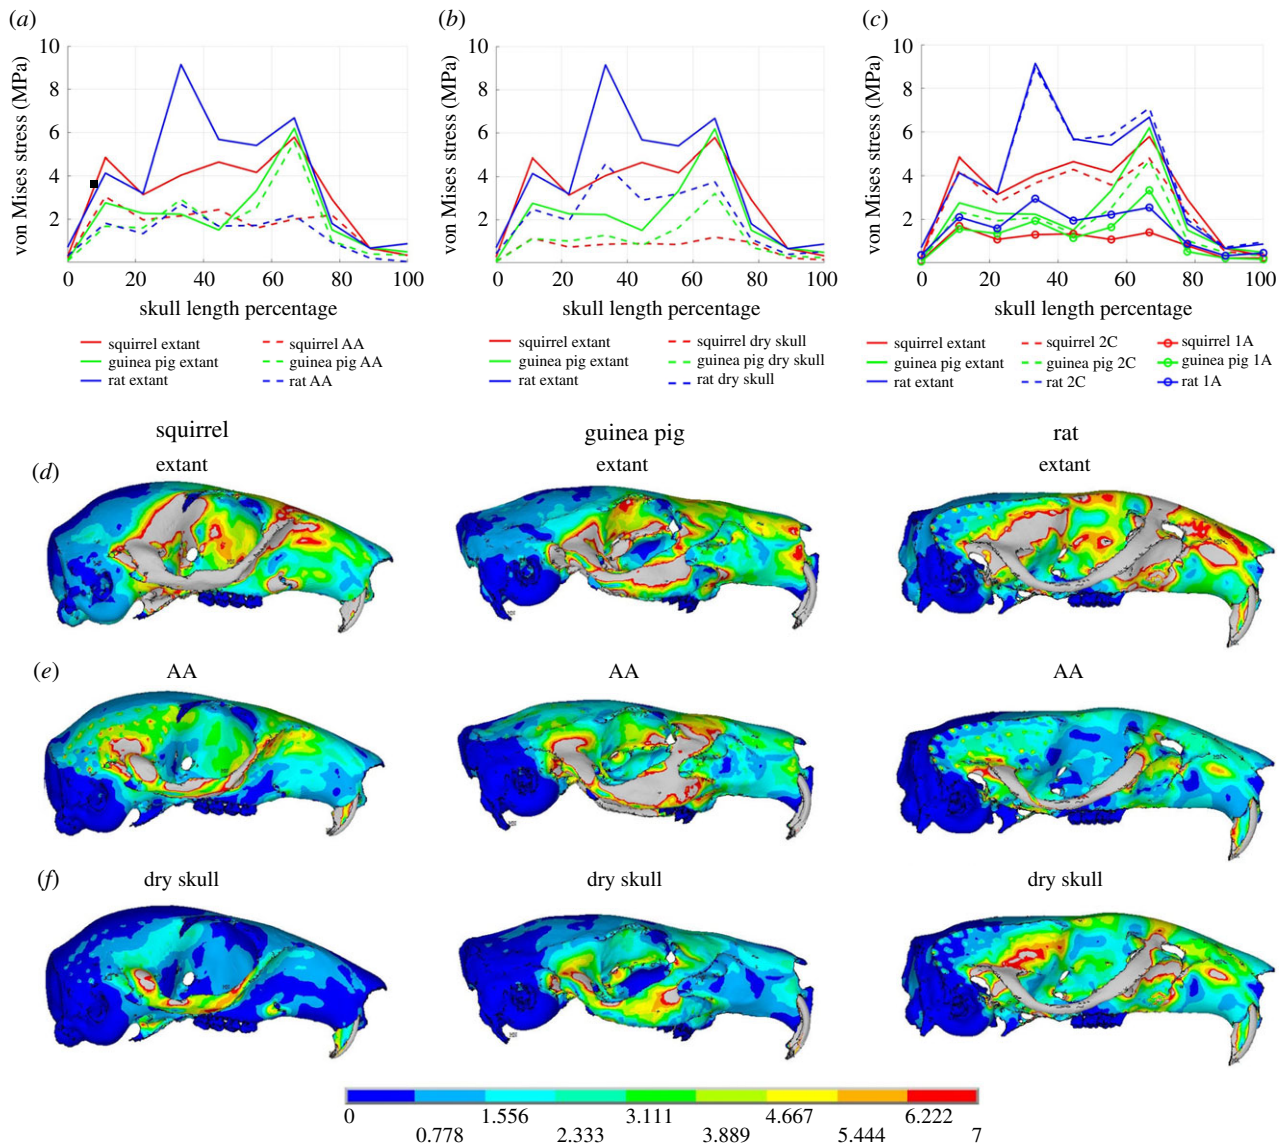 (a)
10
8
6
4
2
von Mises stress (MPa)
0 20 40 60 80 100
skull length percentage
squirrel extant squirrel AA
guinea pig extant guinea pig AA
rat extant rat AA
(b)
10
8
6
4
2
von Mises stress (MPa)
0 20 40 60 80 100
skull length percentage
squirrel extant squirrel dry skull
guinea pig extant guinea pig dry skull
rat extant rat dry skull
(c)
10
8
6
4
2
von Mises stress (MPa)
0 20 40 60 80 100
skull length percentage
squirrel extant squirrel 2C squirrel 1A
guinea pig extant guinea pig 2C guinea pig 1A
rat extant rat 2C rat 1A
squirrel guinea pig rat
(d) extant extant extant
(e) AA AA AA
(f) dry skull dry skull dry skull
0 1.556 3.111 4.667 6.222
0.778 2.333 3.889 5.444 7